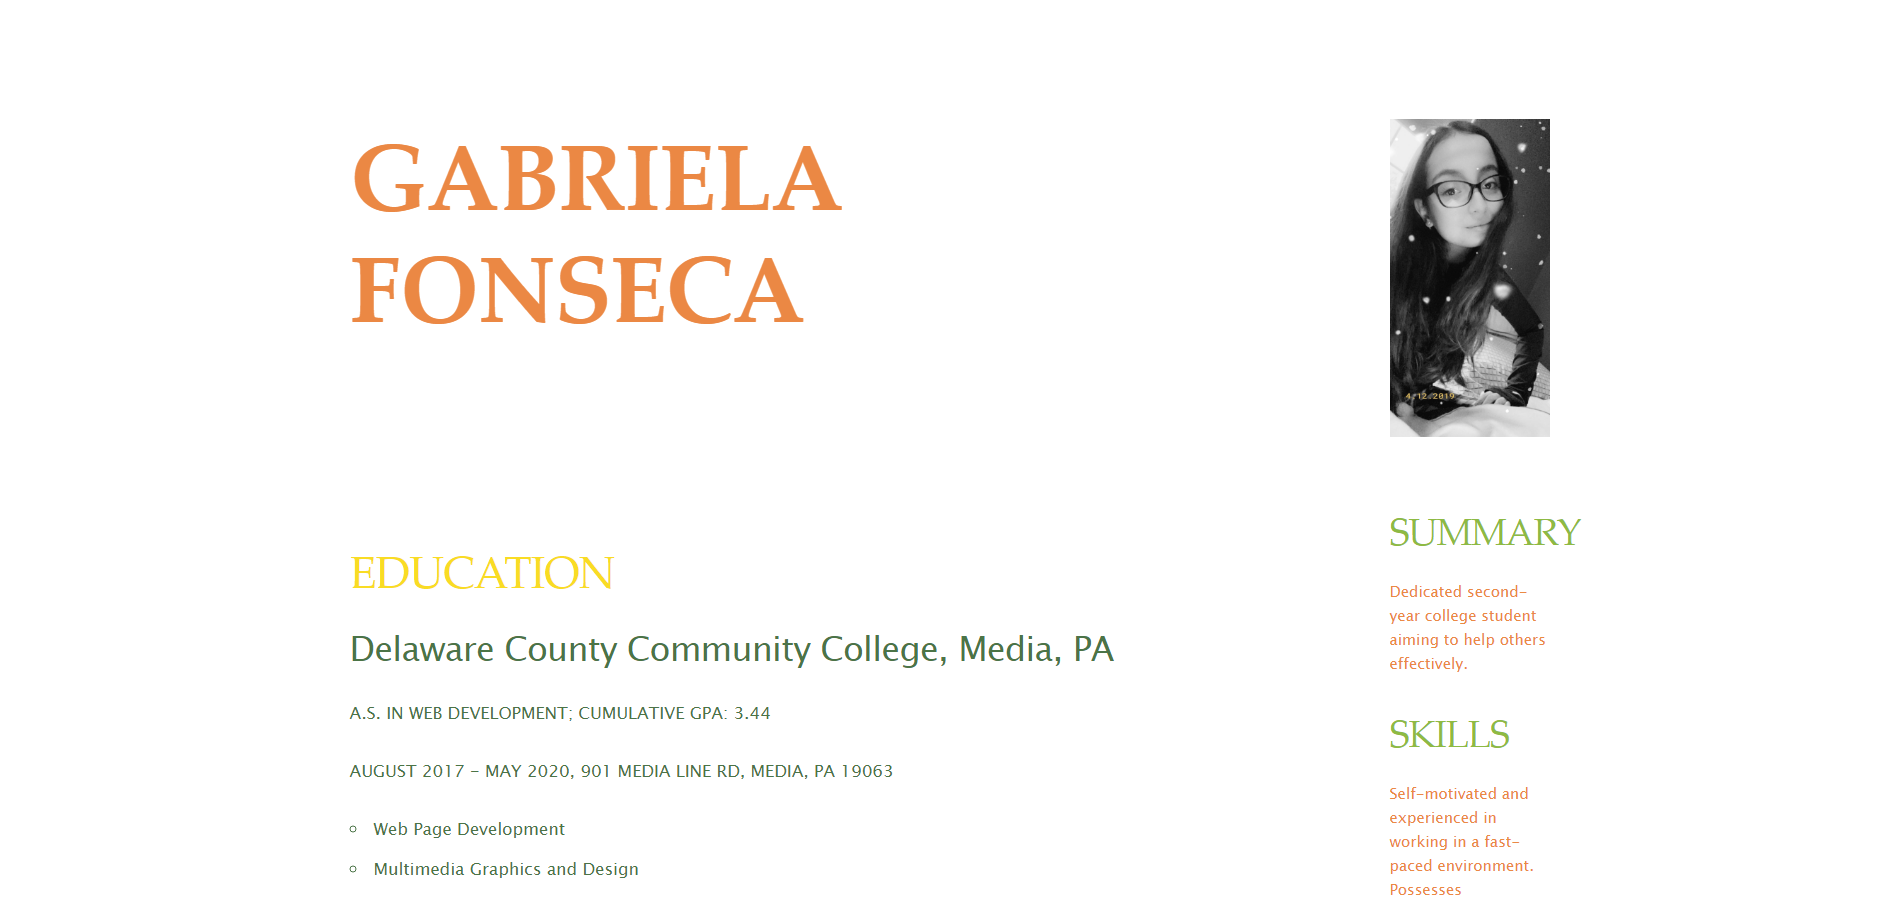 GABRIELA
FONSECA
EDUCATION
Delaware County Community College, Media, PA
A.S. IN WEB DEVELOPMENT; CUMULATIVE GPA: 3.44
AUGUST 2017 – MAY 2020, 901 MEDIA LINE RD, MEDIA, PA 19063
Web Page Development
Multimedia Graphics and Design
4.12.2019
SUMMARY
Dedicated second-
year college student
aiming to help others
effectively.
SKILLS
Self-motivated and
experienced in
working in a fast-
paced environment.
Possesses